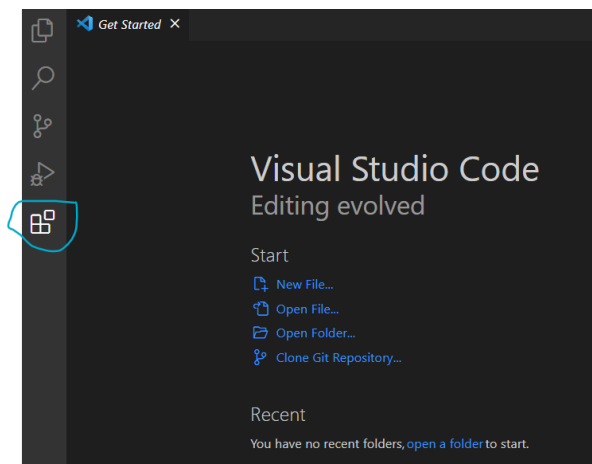 Get Started
Visual Studio Code
Editing evolved
Start
New File...
Open File...
Open Folder...
Clone Git Repository...
Recent
You have no recent folders, open a folder to start.